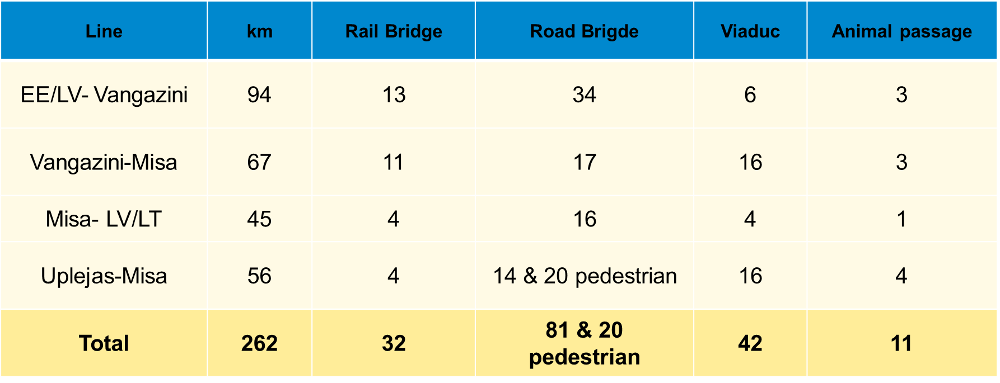 Line km Rail Bridge Road Brigde Viaduc Animal passage
EE/LV- Vangazini 94 13 34 6 3
Vangazini-Misa 67 11 17 16 3
Misa- LV/LT 45 4 16 4 1
Uplejas-Misa 56 4 14 & 20 pedestrian 16 4
Total 262 32 81 & 20 pedestrian 42 11